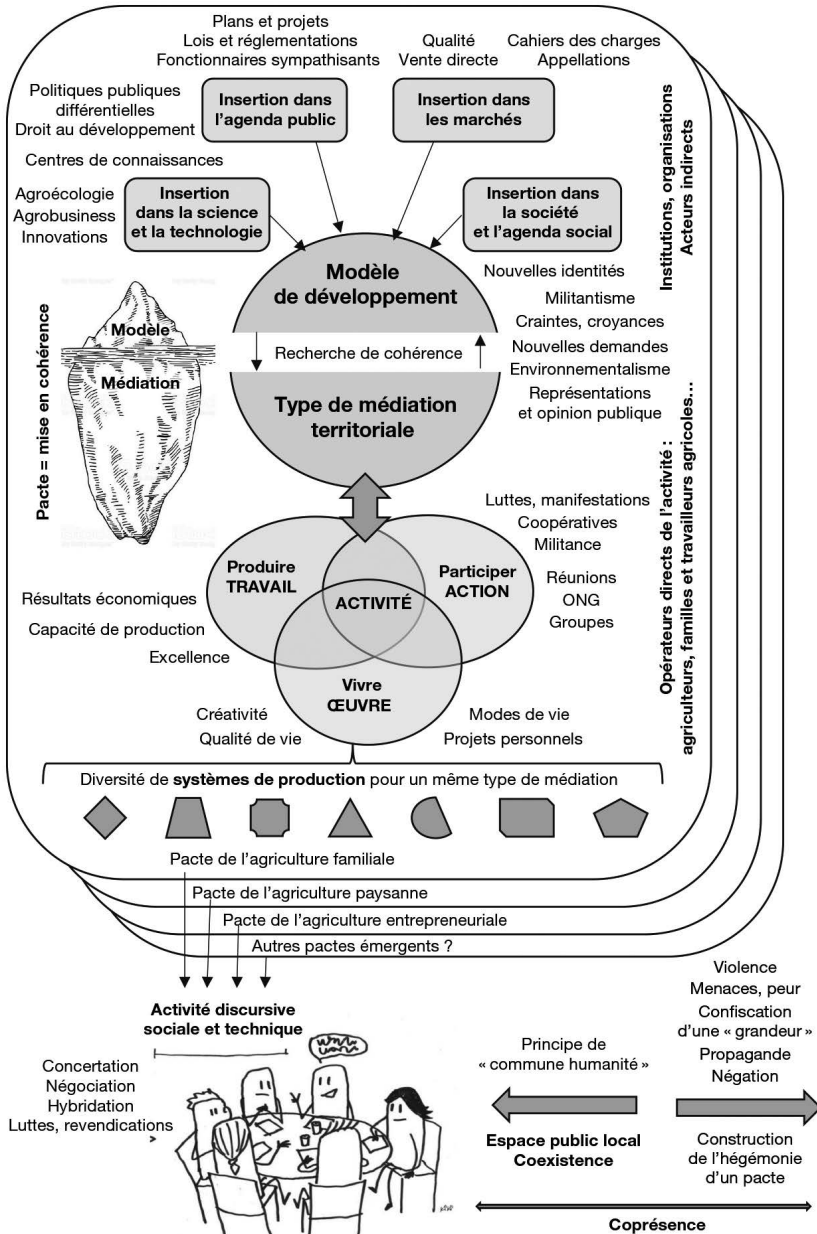 Plans et projets
Lois et réglementations
Fonctionnaires sympathisants
Qualité
Vente directe
Cahiers des charges
Appellations
Politiques publiques
différentielles
Droit au développement
Insertion dans
l'agenda public
Insertion dans
les marchés
Centres de connaissances
Agroécologie
Agrobusiness
Innovations
Insertion
dans la science
et la technologie
Insertion dans
la société
et l'agenda social
Institutions, organisations
Acteurs indirects
Modèle
de développement
Nouvelles identités
Militantisme
Craintes, croyances
Nouvelles demandes
Environnementalisme
Représentations
et opinion publique
Recherche de cohérence
Type de médiation
territoriale
Pacte = mise en cohérence
Modèle
Médiation
Opérateurs directs de l'activité :
agriculteurs, familles et travailleurs agricoles...
Luttes, manifestations
Coopératives
Militance
Réunions
ONG
Groupes
Produire
TRAVAIL
Participer
ACTION
ACTIVITÉ
Vivre
ŒUVRE
Résultats économiques
Capacité de production
Excellence
Créativité
Qualité de vie
Modes de vie
Projets personnels
Diversité de systèmes de production pour un même type de médiation
Pacte de l'agriculture familiale
Pacte de l'agriculture paysanne
Pacte de l'agriculture entrepreneuriale
Autres pactes émergents ?
Activité discursive
sociale et technique
Concertation
Négociation
Hybridation
Luttes, revendications
Principe de
« commune humanité »
Espace public local
Coexistence
Violence
Menaces, peur
Confiscation
d'une « grandeur »
Propagande
Négation
Construction
de l'hégémonie
d'un pacte
Coprésence